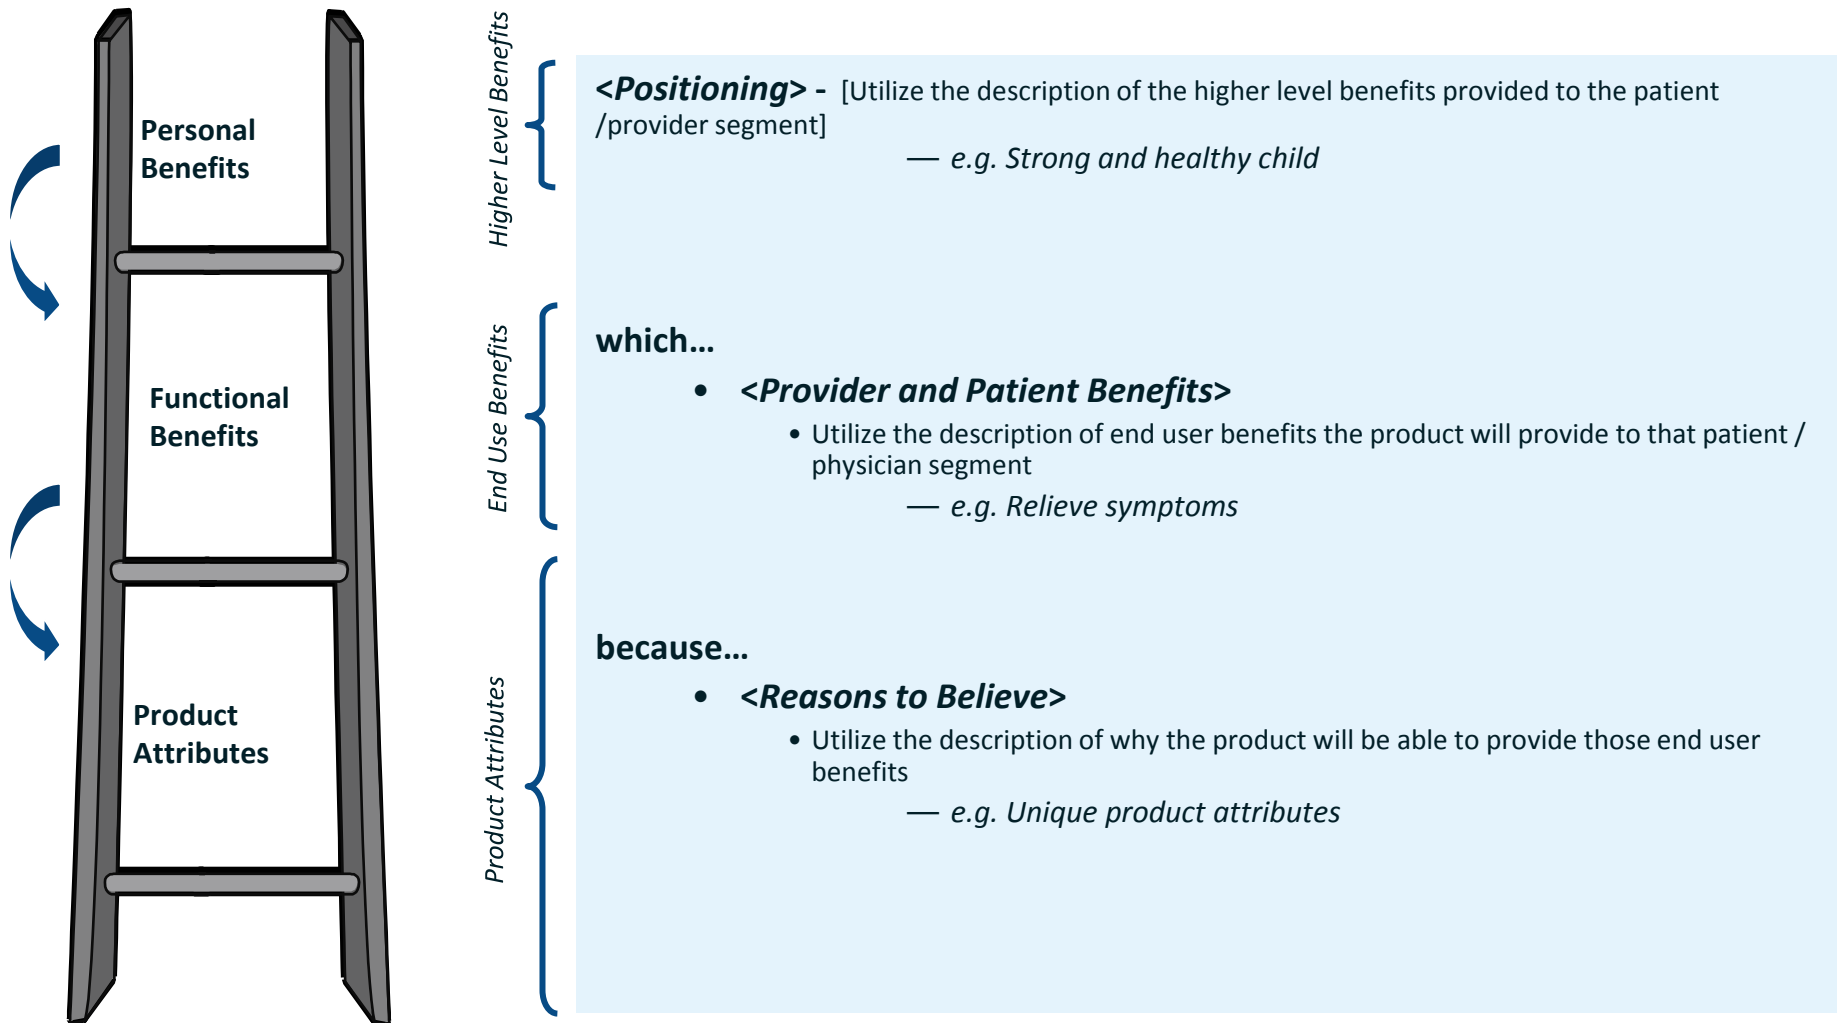 Personal
Benefits
Higher Level Benefits
<Positioning> - [Utilize the description of the higher level benefits provided to the patient
/provider segment]
— e.g. Strong and healthy child
Functional
Benefits
End Use Benefits
which...
• <Provider and Patient Benefits>
• Utilize the description of end user benefits the product will provide to that patient /
physician segment
— e.g. Relieve symptoms
Product
Attributes
Product Attributes
because...
• <Reasons to Believe>
• Utilize the description of why the product will be able to provide those end user
benefits
— e.g. Unique product attributes